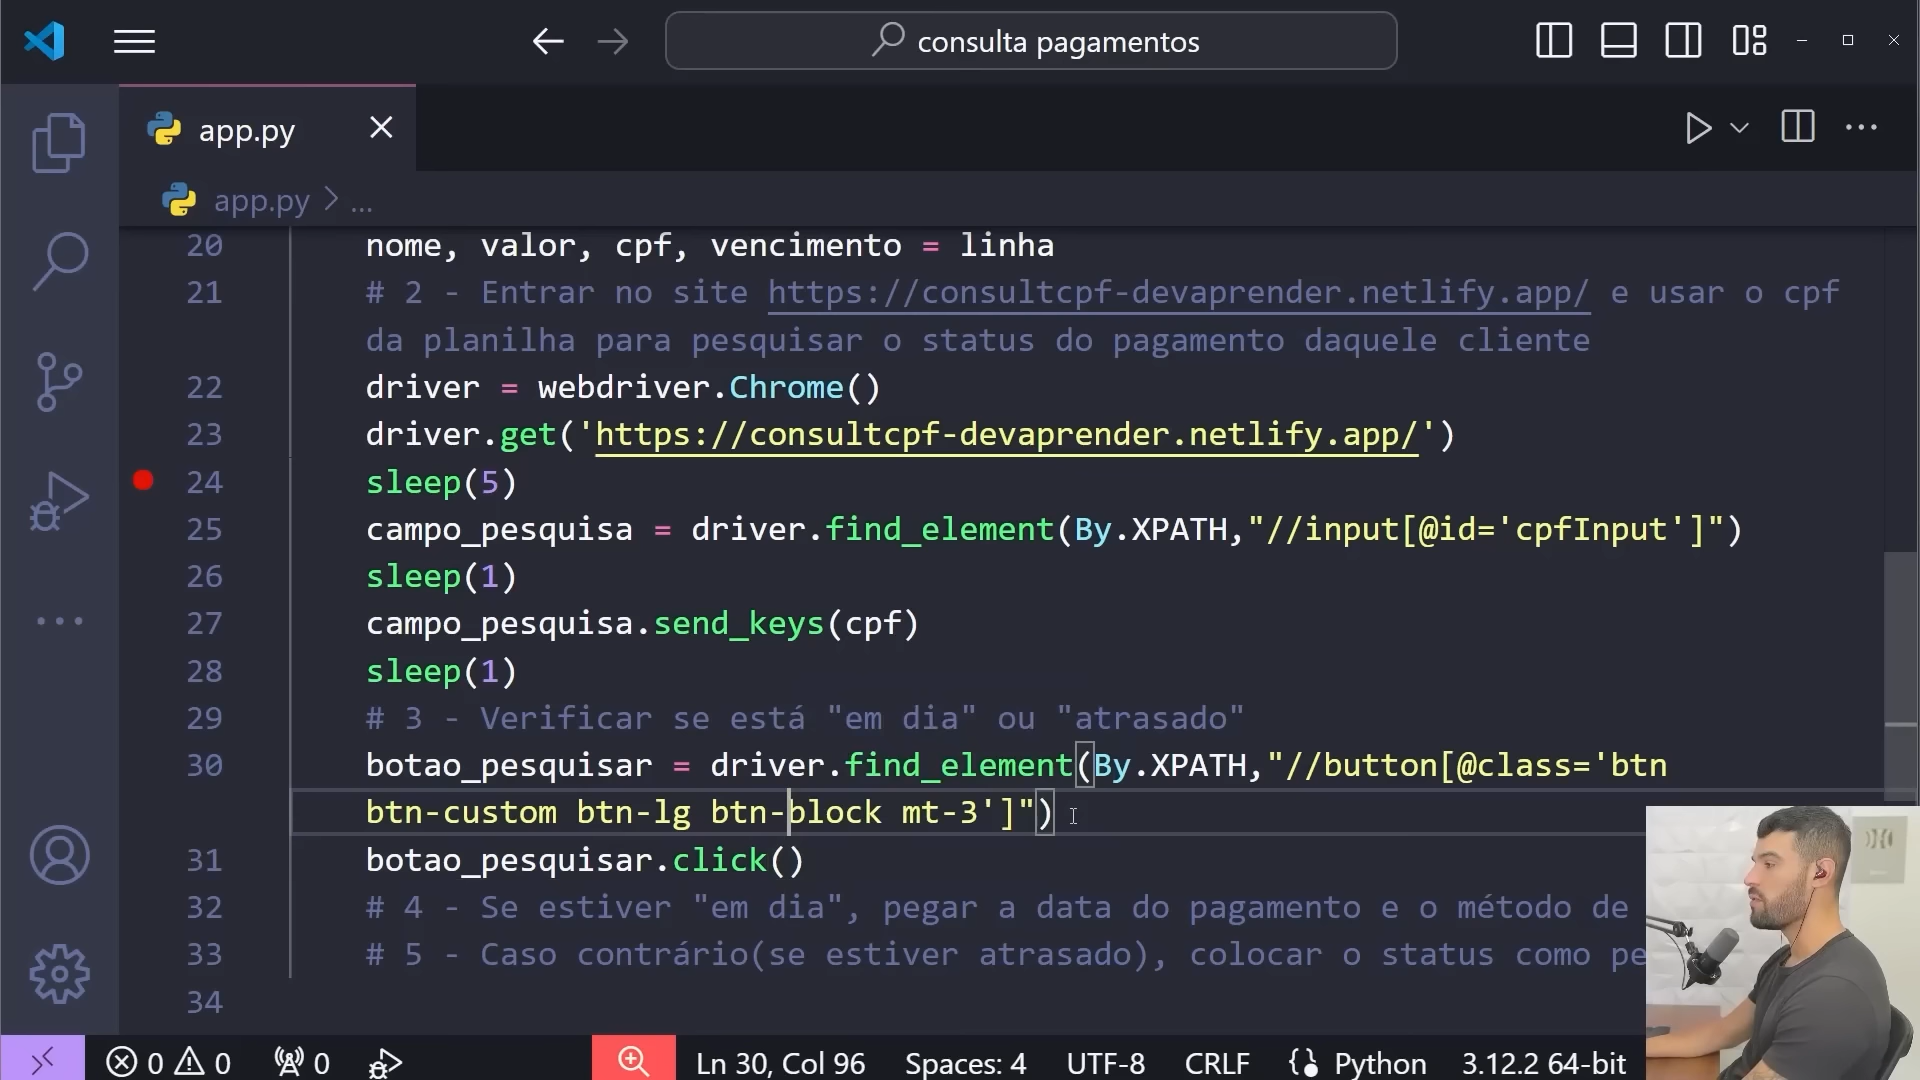 consulta pagamentos
app.py
app.py > ...
20 nome, valor, cpf, vencimento = linha
21 # 2 - Entrar no site https://consultcpf-devaprender.netlify.app/ e usar o cpf
da planilha para pesquisar o status do pagamento daquele cliente
22 driver = webdriver.Chrome()
23 driver.get('https://consultcpf-devaprender.netlify.app/')
24 sleep(5)
25 campo_pesquisa = driver.find_element(By.XPATH,"//input[@id='cpfInput']")
26 sleep(1)
27 campo_pesquisa.send_keys(cpf)
28 sleep(1)
29 # 3 - Verificar se está "em dia" ou "atrasado"
30 botao_pesquisar = driver.find_element(By.XPATH,"//button[@class='btn
btn-custom btn-lg btn-block mt-3']")
31 botao_pesquisar.click()
32 # 4 - Se estiver "em dia", pegar a data do pagamento e o método de
33 # 5 - Caso contrário(se estiver atrasado), colocar o status como pe
34
0 0 0 Ln 30, Col 96 Spaces: 4 UTF-8 CRLF Python 3.12.2 64-bit